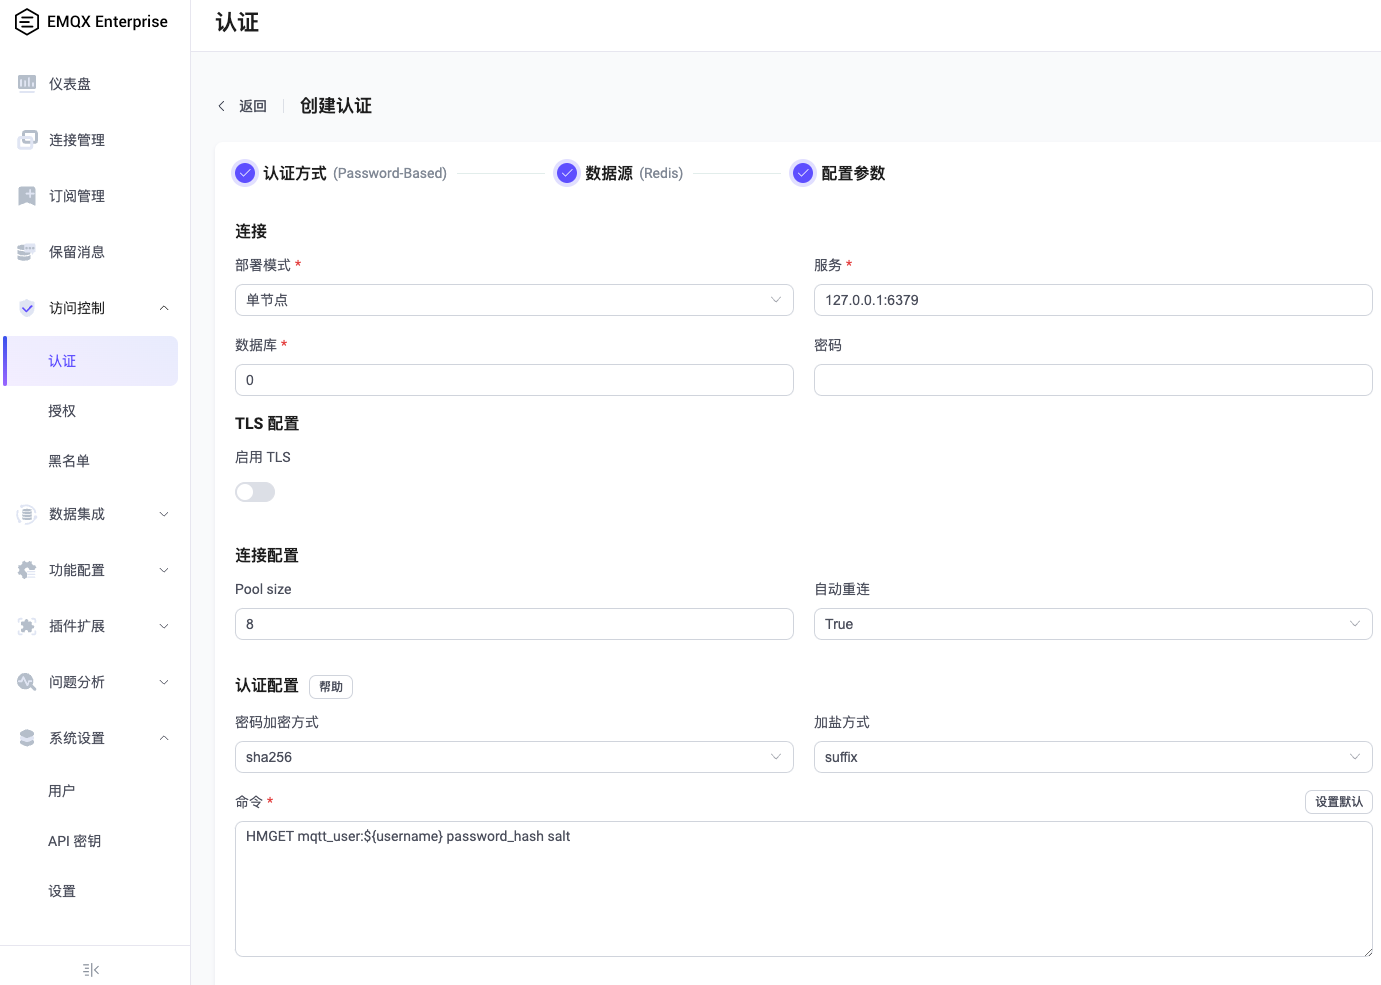 EMQX Enterprise
仪表盘
连接管理
订阅管理
保留消息
访问控制
认证
授权
黑名单
数据集成
功能配置
插件扩展
问题分析
系统设置
用户
API 密钥
设置
认证
返回
创建认证
认证方式 (Password-Based)
数据源 (Redis)
配置参数
连接
部署模式 *
服务 *
单节点
127.0.0.1:6379
数据库 *
密码
0
TLS 配置
启用 TLS
连接配置
Pool size
自动重连
8
True
认证配置 帮助
密码加密方式
加盐方式
sha256
suffix
命令 *
设置默认
HMGET mqtt_user:${username} password_hash salt